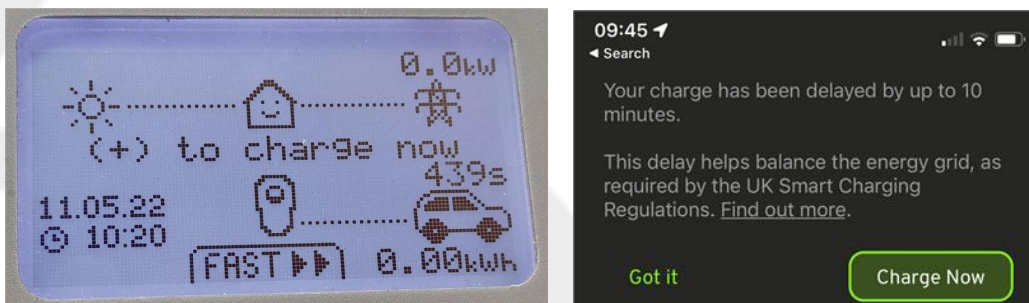 0.0kW
(+) to charge now
439s
11.05.22
10:20
FAST
0.00kWh
09:45
◄ Search
Your charge has been delayed by up to 10
minutes.
This delay helps balance the energy grid, as
required by the UK Smart Charging
Regulations. Find out more.
Got it
Charge Now